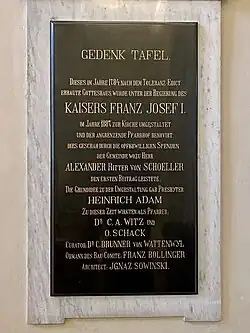 GEDENK TAFEL.
DIESES IM JAHRE 1784 NACH DEM TOLERANZ EDICT
ERBAUTE GOTTESHAUS, WURDE UNTER DER REGIERUNG DES
KAISERS FRANZ JOSEF I.
IM JAHRE 1887 ZUR KIRCHE UMGESTALTET
UND DER ANGRENZENDE PFARRHOF RENOVIRT.
DIES GESCHAH DURCH DIE OPFERWILLIGEN SPENDEN
DER GEMEINDE WOZU HERR
ALEXANDER RITTER VON SCHOELLER
DEN ERSTEN BEITRAG LEISTETE.
DIE GRUNDIDEE ZU DER UMGESTALTUNG GAB PRESBYTER
HEINRICH ADAM
ZU DIESER ZEIT WIRKTEN ALS PFARRER,
DR C. A. WITZ UND
O. SCHACK
CURATOR: DR C. BRUNNER VON WATTENWYL.
OBMANN DES BAU COMITE: FRANZ BOLLINGER
ARCHITECT: IGNAZ SOWINSKI.